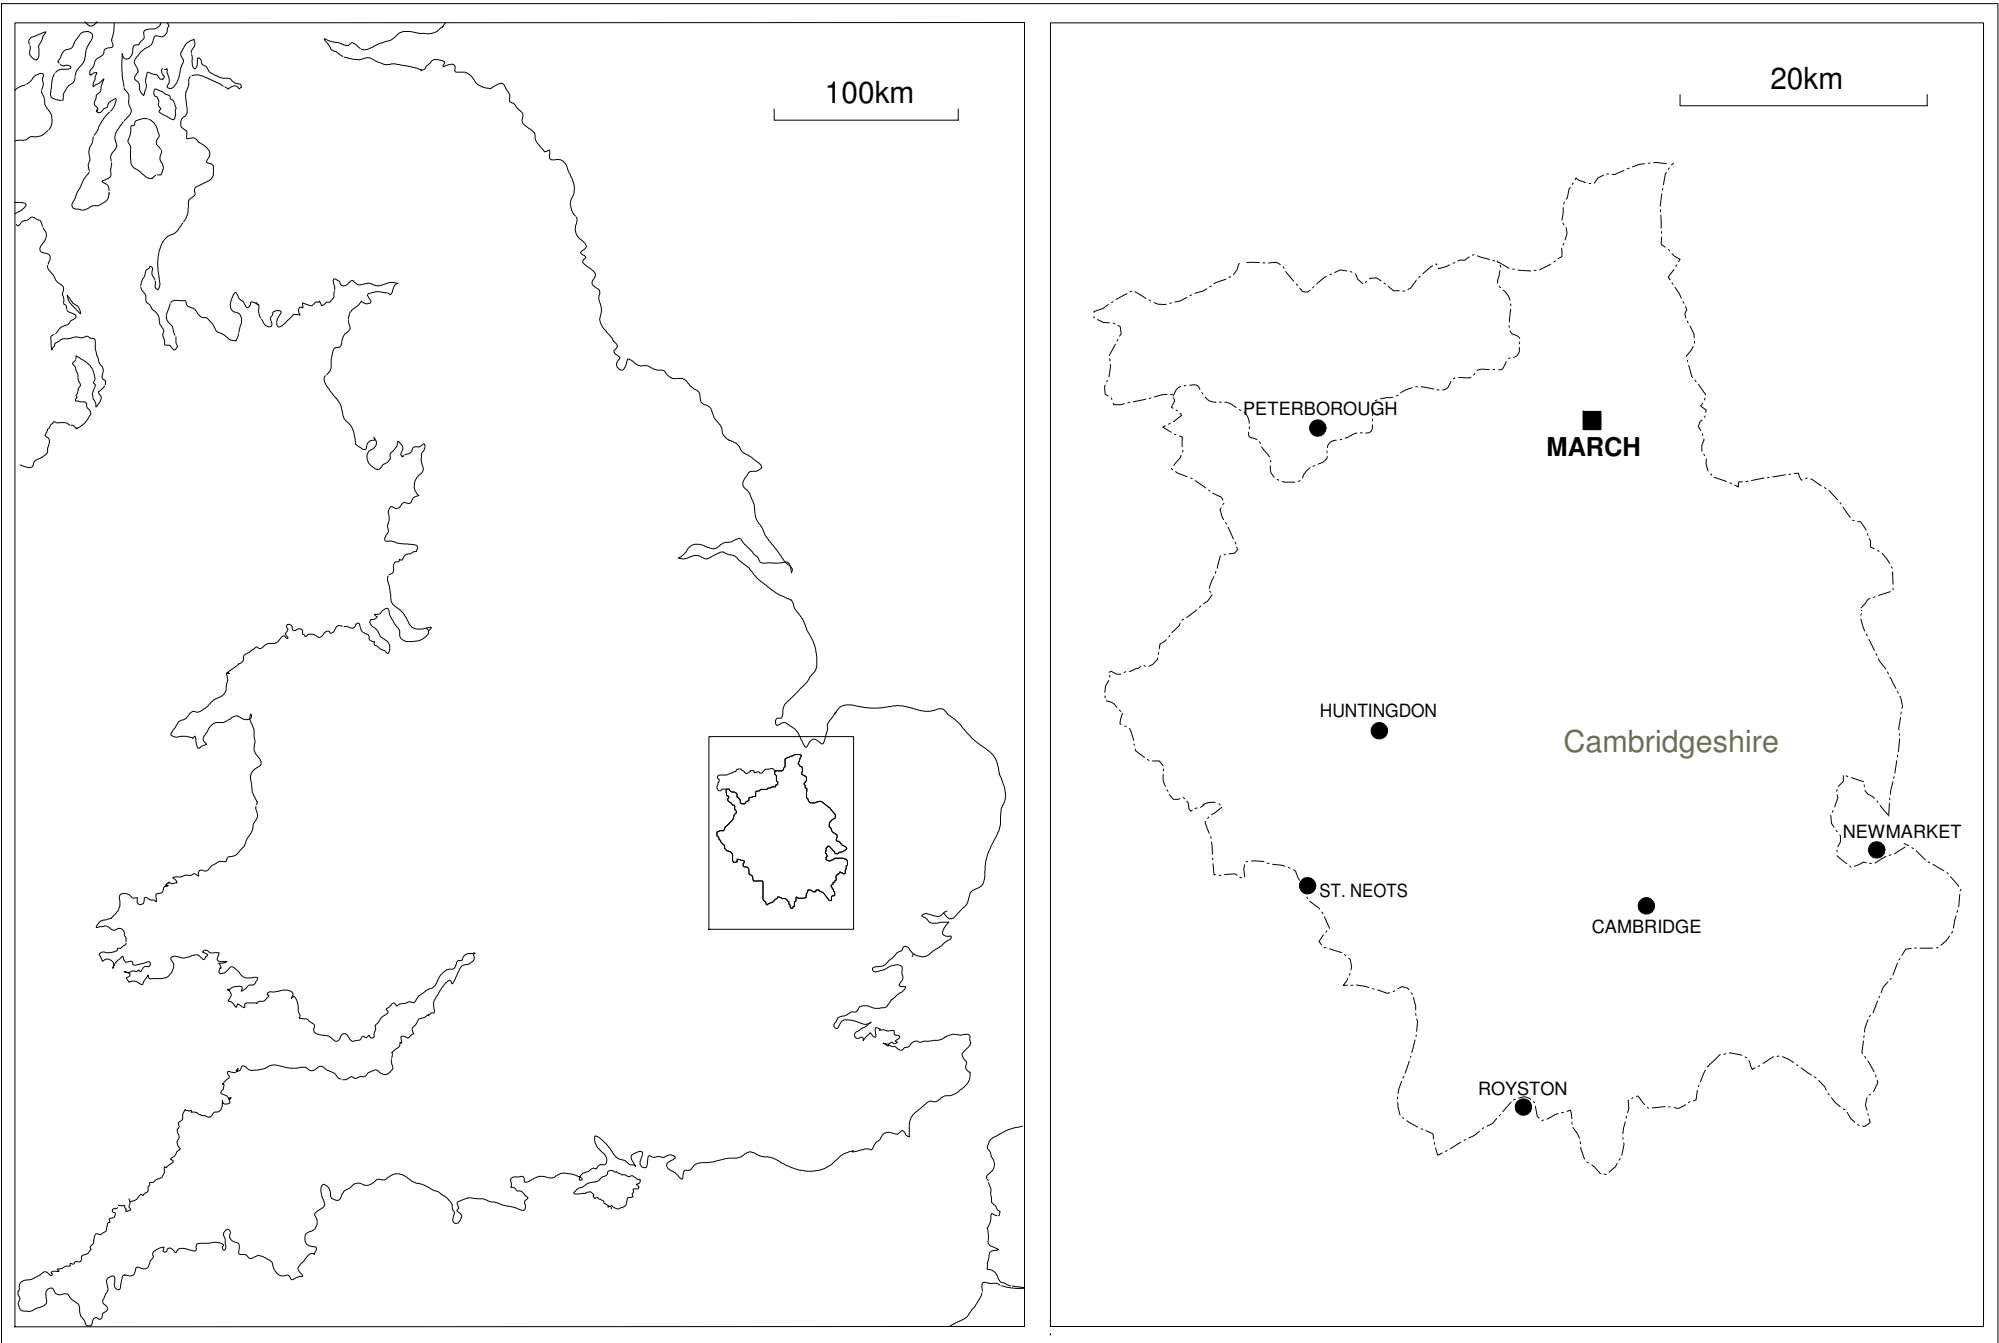 100km
20km
PETERBOROUGH
MARCH
HUNTINGDON
Cambridgeshire
NEWMARKET
ST. NEOTS
CAMBRIDGE
ROYSTON